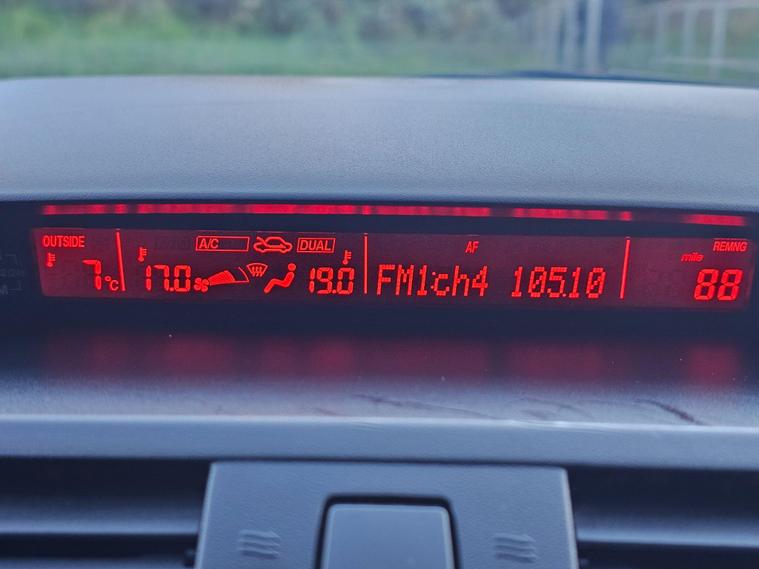 OUTSIDE A/C DUAL AF REMNG
mile
7°C 17.0 19.0 FM1:ch4 105.10 88